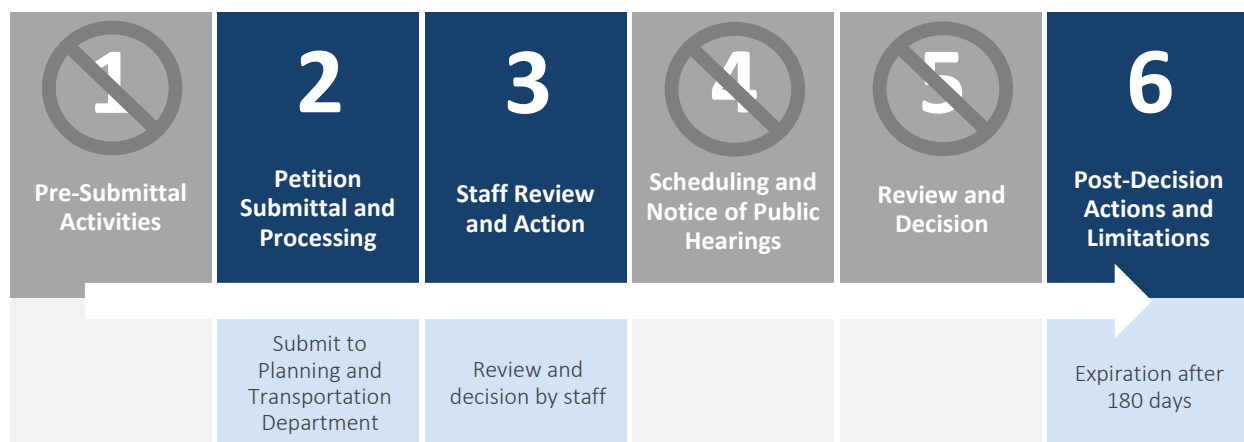 1
Pre-Submittal
Activities
2
Petition
Submittal and
Processing
Submit to
Planning and
Transportation
Department
3
Staff Review
and Action
Review and
decision by staff
4
Scheduling and
Notice of Public
Hearings
5
Review and
Decision
6
Post-Decision
Actions and
Limitations
Expiration after
180 days